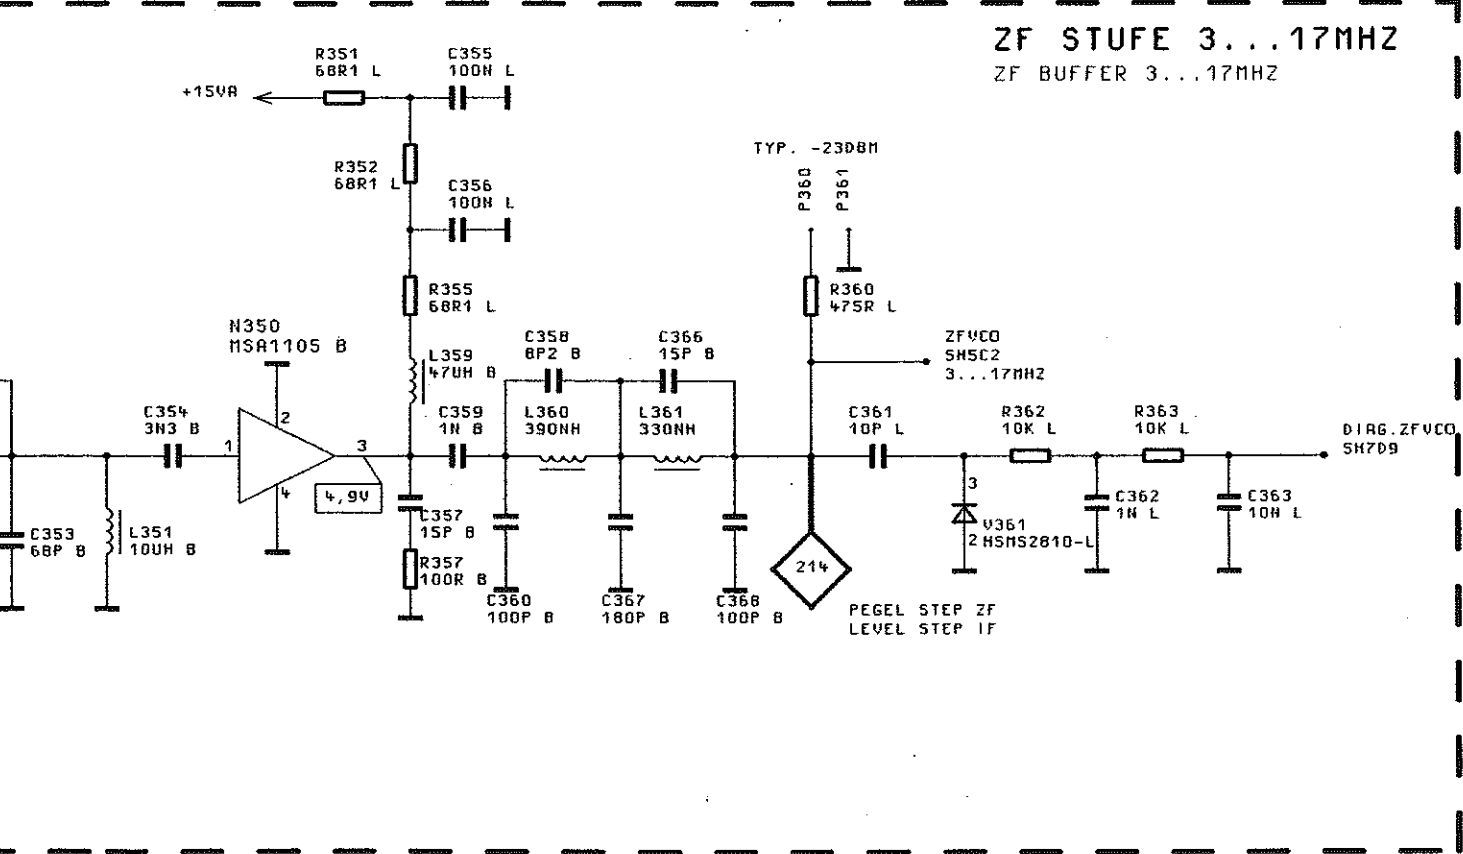 ZF STUFE 3...17MHZ
ZF BUFFER 3...17MHZ
R351
68R1 L
C355
100N L
+15VA
R352
68R1 L
C356
100N L
TYP. -23DBM
P360
P361
R355
68R1 L
R360
475R L
N350
MSA1105 B
L359
47UH B
C358
8P2 B
C366
15P B
ZFVCO
SH5C2
3...17MHZ
C354
3N3 B
2
1
3
4
4,9V
C359
1N B
L360
390NH
L361
330NH
C361
10P L
R362
10K L
R363
10K L
DIAG.ZFVCO
SH7D9
C353
68P B
L351
10UH B
C357
15P B
R357
100R B
C360
100P B
C367
180P B
C368
100P B
214
PEGEL STEP ZF
LEVEL STEP IF
3
V361
2 HSMS2810-L
C362
1N L
C363
10N L